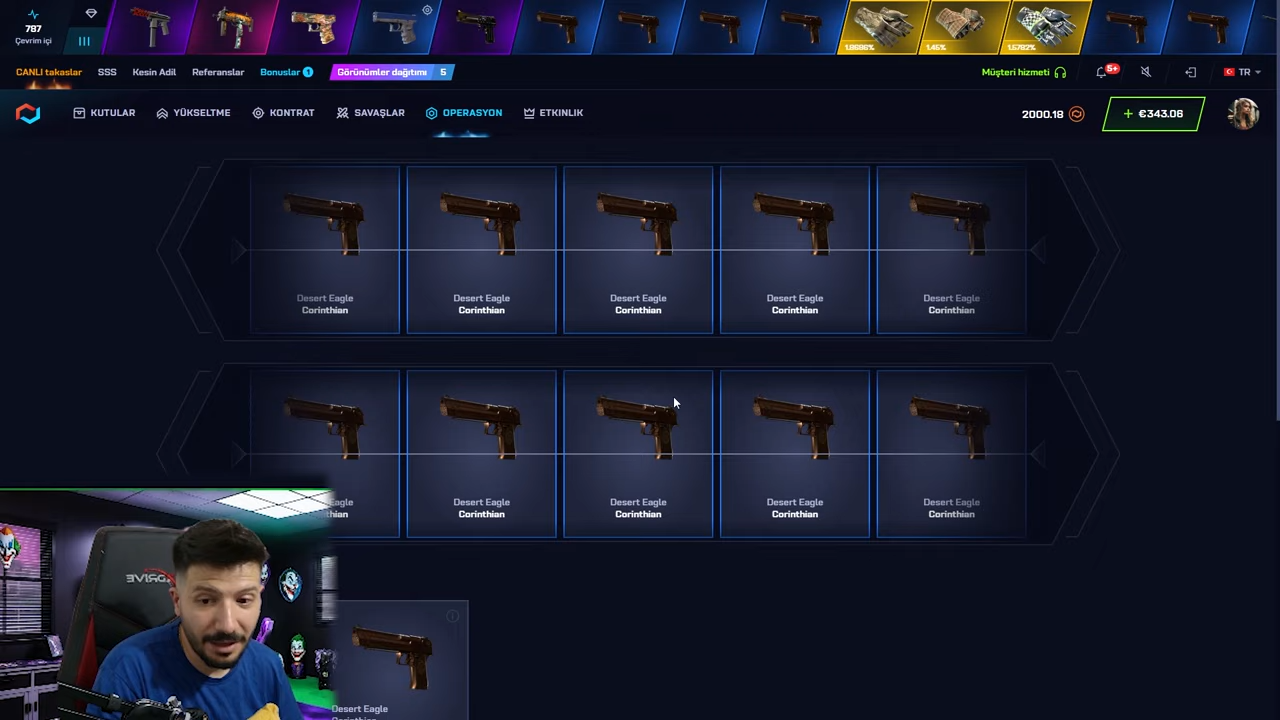 787
Çevrim içi
1.8686%
1.45%
1.5782%
CANLI takaslar
SSS
Kesin Adil
Referanslar
Bonuslar 1
Görünümler dağıtımı 5
Müşteri hizmeti
5+
TR
KUTULAR
YÜKSELTME
KONTRAT
SAVAŞLAR
OPERASYON
ETKINLIK
2000.18
+ €343.06
Desert Eagle
Corinthian
Desert Eagle
Corinthian
Desert Eagle
Corinthian
Desert Eagle
Corinthian
Desert Eagle
Corinthian
Desert Eagle
Corinthian
Desert Eagle
Corinthian
Desert Eagle
Corinthian
Desert Eagle
Corinthian
Desert Eagle
Corinthian